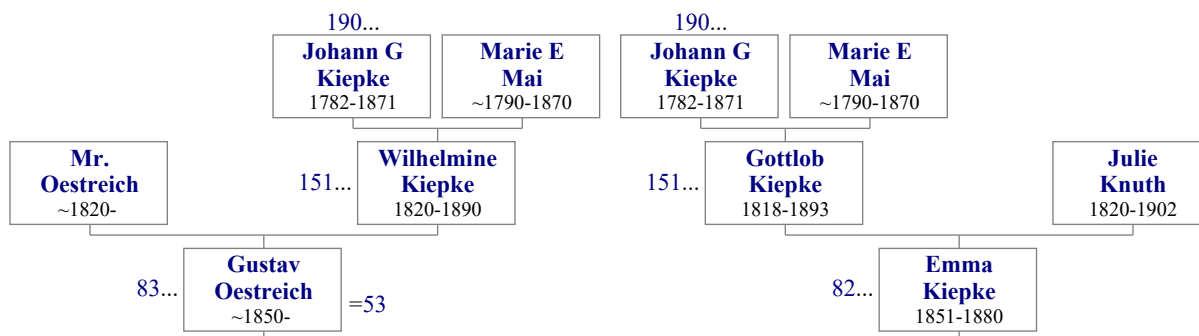 190...
190...
Johann G
Kiepke
1782-1871
Marie E
Mai
~1790-1870
Johann G
Kiepke
1782-1871
Marie E
Mai
~1790-1870
Mr.
Oestreich
~1820-
151...
Wilhelmine
Kiepke
1820-1890
151...
Gottlob
Kiepke
1818-1893
Julie
Knuth
1820-1902
83...
Gustav
Oestreich
~1850-
=53
82...
Emma
Kiepke
1851-1880